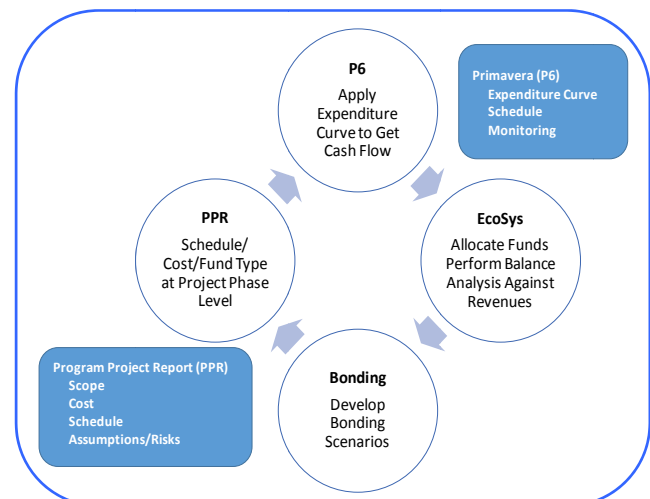 P6
Apply
Expenditure
Curve to Get
Cash Flow
Primavera (P6)
Expenditure Curve
Schedule
Monitoring
PPR
Schedule/
Cost/Fund Type
at Project Phase
Level
EcoSys
Allocate Funds
Perform Balance
Analysis Against
Revenues
Program Project Report (PPR)
Scope
Cost
Schedule
Assumptions/Risks
Bonding
Develop
Bonding
Scenarios